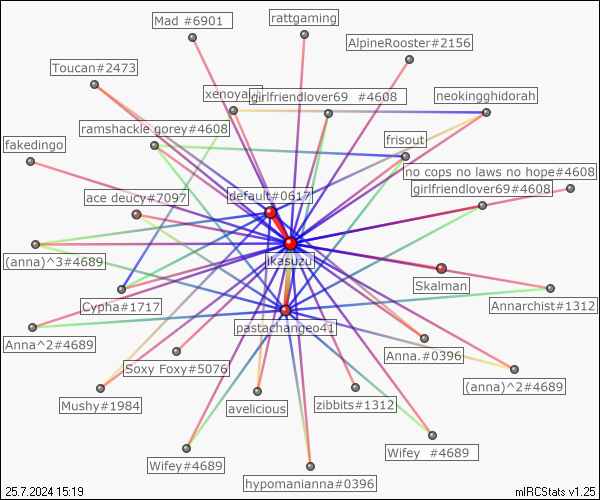 Mad #6901
rattgaming
AlpineRooster#2156
Toucan#2473
girlfriendlover69 #4608
neokingghidorah
ramshackle gorey#4608
frisout
fakedingo
no cops no laws no hope#4608
ace deucy#7097
default#0617
girlfriendlover69#4608
(anna)^3#4689
ikasuzu
Skalman
Cypha#1717
Annarchist#1312
pastachangeo41
Anna^2#4689
Anna.#0396
Soxy Foxy#5076
(anna)^2#4689
Mushy#1984
avelicious
zibbits#1312
Wifey #4689
Wifey#4689
hypomanianna#0396
25.7.2024 15:19
mIRCStats v1.25